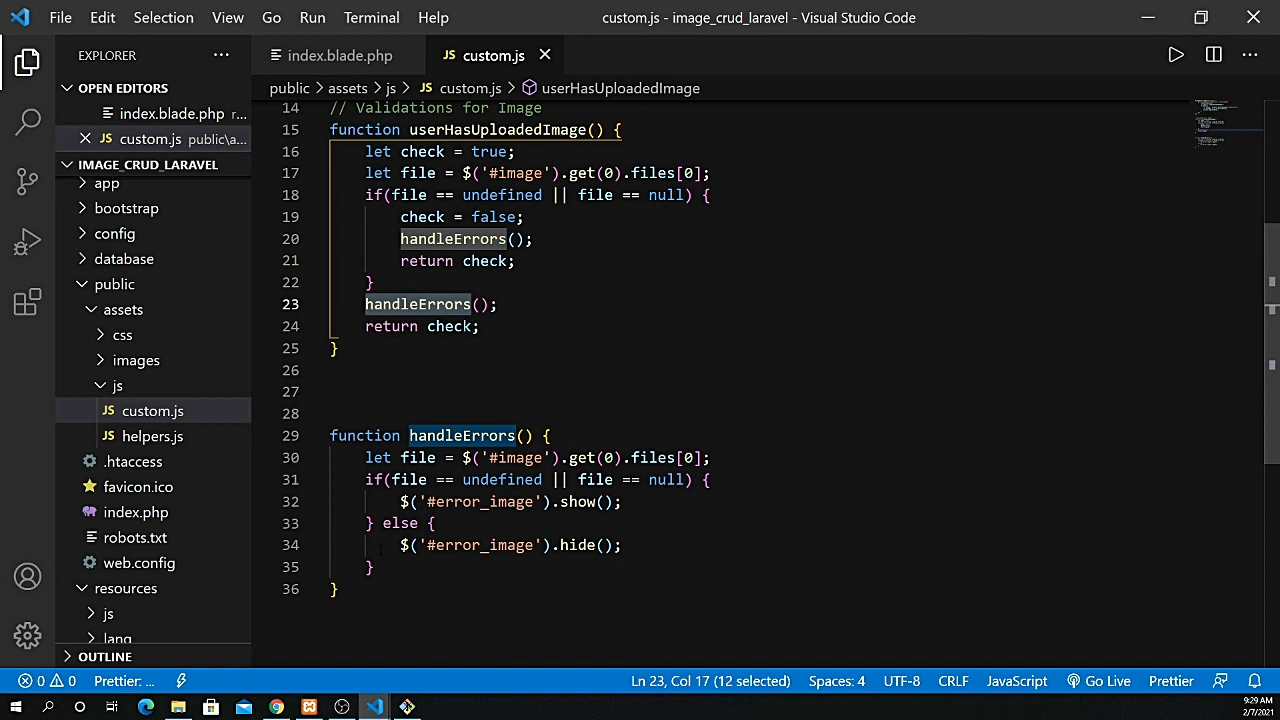 File Edit Selection View Go Run Terminal Help
custom.js - image_crud_laravel - Visual Studio Code
EXPLORER
index.blade.php
JS custom.js
OPEN EDITORS
index.blade.php r...
JS custom.js public\a...
IMAGE_CRUD_LARAVEL
app
bootstrap
config
database
public
assets
css
images
js
JS custom.js
JS helpers.js
.htaccess
favicon.ico
index.php
robots.txt
web.config
resources
js
lang
OUTLINE
public > assets > js > JS custom.js > userHasUploadedImage
14 // Validations for Image
15 function userHasUploadedImage() {
16 let check = true;
17 let file = $('#image').get(0).files[0];
18 if(file == undefined || file == null) {
19 check = false;
20 handleErrors();
21 return check;
22 }
23 handleErrors();
24 return check;
25 }
26
27
28
29 function handleErrors() {
30 let file = $('#image').get(0).files[0];
31 if(file == undefined || file == null) {
32 $('#error_image').show();
33 } else {
34 $('#error_image').hide();
35 }
36 }
0 0 Prettier: ... Ln 23, Col 17 (12 selected) Spaces: 4 UTF-8 CRLF JavaScript Go Live Prettier
9:29 AM
2/7/2021